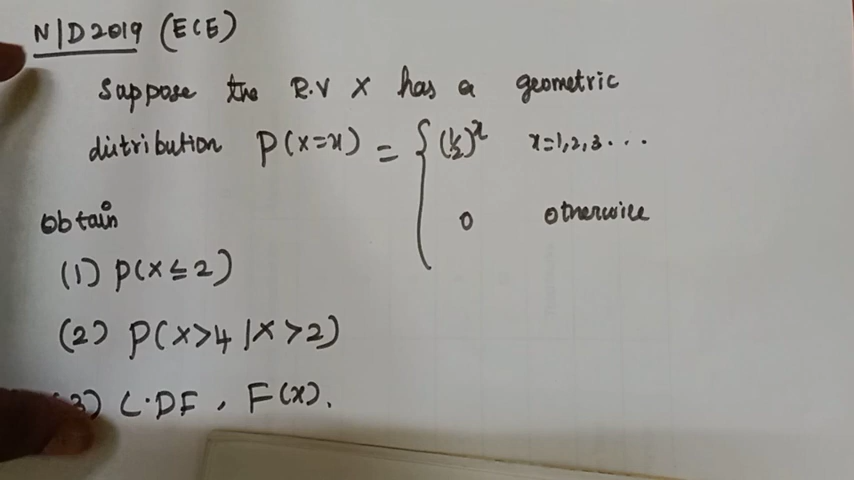 N/D 2019 (ECE)
Suppose the R.V X has a geometric
distribution P(X=x) = { (1/2)^x x=1,2,3...
0 otherwise
Obtain
(1) P(X≤2)
(2) P(X>4 / X>2)
(3) C.DF, F(x).